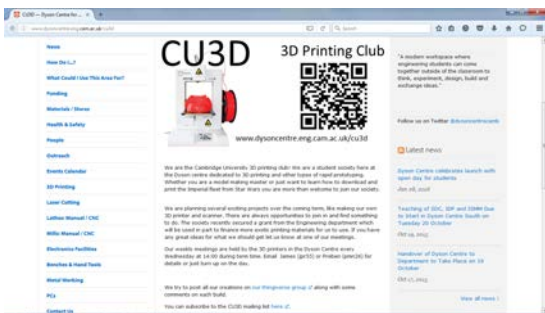 CU3D — Dyson Centre for ...
www.dysoncentre.eng.cam.ac.uk/cu3d/
Search
News
How Do I...?
What Could I Use This Area For?
Funding
Materials / Stores
Health & Safety
People
Outreach
Events Calendar
3D Printing
Laser Cutting
Lathes Manual / CNC
Mills Manual / CNC
Electronics Facilities
Benches & Hand Tools
Metal Working
PCs
Contact Us
CU3D
3D Printing Club
www.dysoncentre.eng.cam.ac.uk/cu3d
We are the Cambridge University 3D printing club! We are a student society here at
the Dyson centre dedicated to 3D printing and other types of rapid prototyping.
Whether you are a model making master or just want to learn how to download and
print the Imperial fleet from Star Wars you are more than welcome to join our society.
We are planning several exciting projects over the coming term, like making our own
3D printer and scanner. There are always opportunities to pen in and find something
to do. The society recently secured a grant from the Engineering department which
will be used in part to finance more exotic printing materials for us to use. If you have
any great ideas for what we should get let us know at one of our meetings.
Our weekly meetings are held by the 3D printers in the Dyson Centre every
Wednesday at 14:00 during term time. Email James or Preben for
details or just turn up on the day.
We try to post all our creations on our thingiverse group along with some
comments on each build.
You can subscribe to the CU3D mailing list here.
"A modern workspace where
engineering students can come
together outside of the classroom to
think, experiment, design, build and
exchange ideas."
Follow us on Twitter @dysoncentrecamb
Latest news
Dyson Centre celebrates launch with
open day for students
Jan 08, 2016
Teaching of IDC, IDP and SDMM Due
to Start in Dyson Centre South on
Tuesday 20 October
Oct 19, 2015
Handover of Dyson Centre to
Department to Take Place on 19
October
Oct 17, 2015
View all news